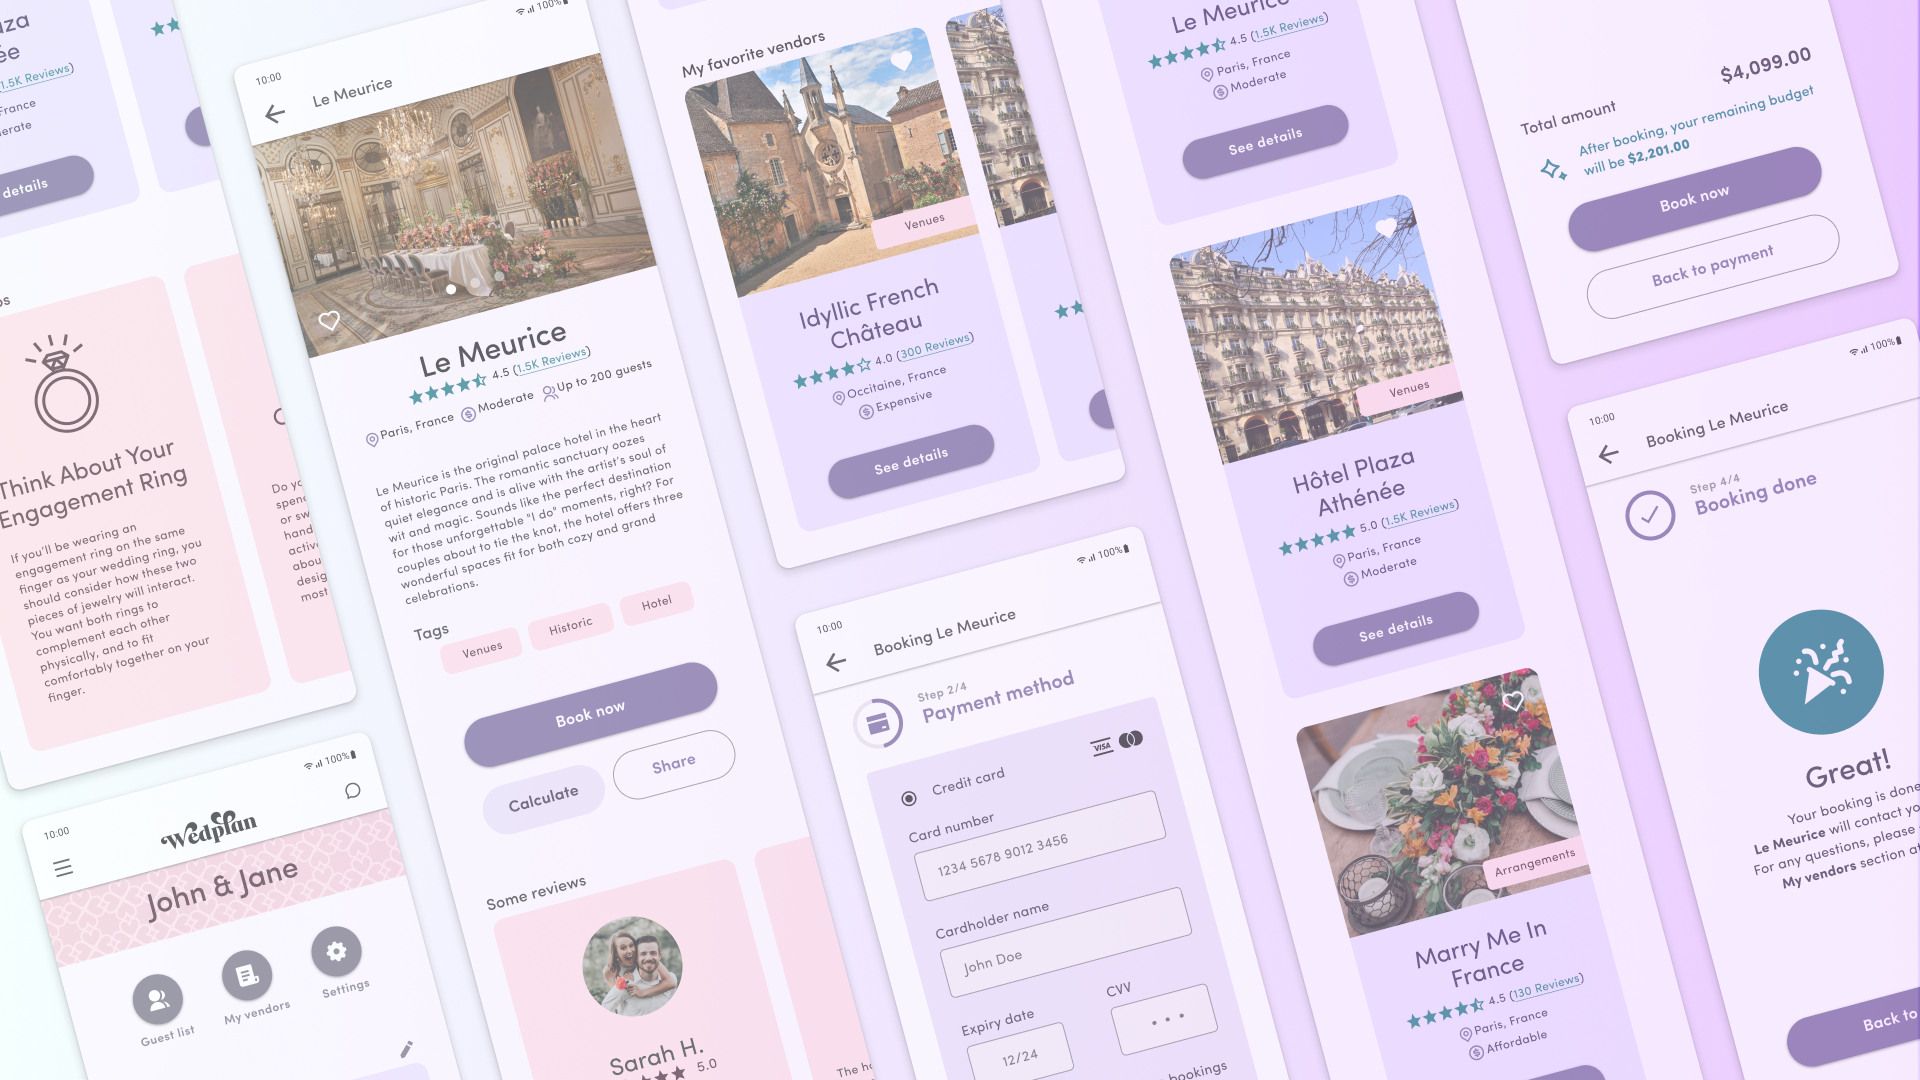 aza
ée
1.5K Reviews)
France
erate
details
os
Think About Your
Engagement Ring
If you'll be wearing an
engagement ring on the same
finger as your wedding ring, you
should consider how these two
pieces of jewelry will interact.
You want both rings to
complement each other
physically, and to fit
comfortably together on your
finger.
Do yo
spend
or sw
hand
active
abou
desig
most
10:00
100%
Wedplan
John & Jane
Guest list
My vendors
Settings
100%
10:00
Le Meurice
Le Meurice
4.5 (1.5K Reviews)
Paris, France
Moderate
Up to 200 guests
Le Meurice is the original palace hotel in the heart
of historic Paris. The romantic sanctuary oozes
quiet elegance and is alive with the artist's soul of
wit and magic. Sounds like the perfect destination
for those unforgettable "I do" moments, right? For
couples about to tie the knot, the hotel offers three
wonderful spaces fit for both cozy and grand
celebrations.
Tags
Venues
Historic
Hotel
Book now
Calculate
Share
Some reviews
Sarah H.
5.0
The ho
My favorite vendors
Venues
Idyllic French
Château
4.0 (300 Reviews)
Occitaine, France
Expensive
See details
100%
10:00
Booking Le Meurice
Step 2/4
Payment method
VISA
Credit card
Card number
1234 5678 9012 3456
Cardholder name
John Doe
Expiry date
CVV
12/24
bookings
Le Meurice
4.5 (1.5K Reviews)
Paris, France
Moderate
See details
Venues
Hôtel Plaza
Athénée
5.0 (1.5K Reviews)
Paris, France
Moderate
See details
Arrangements
Marry Me In
France
4.5 (130 Reviews)
Paris, France
Affordable
Total amount
$4,099.00
After booking, your remaining budget
will be $2,201.00
Book now
Back to payment
100%
10:00
Booking Le Meurice
Step 4/4
Booking done
Great!
Your booking is done
Le Meurice will contact yo
For any questions, please
My vendors section at
Back to